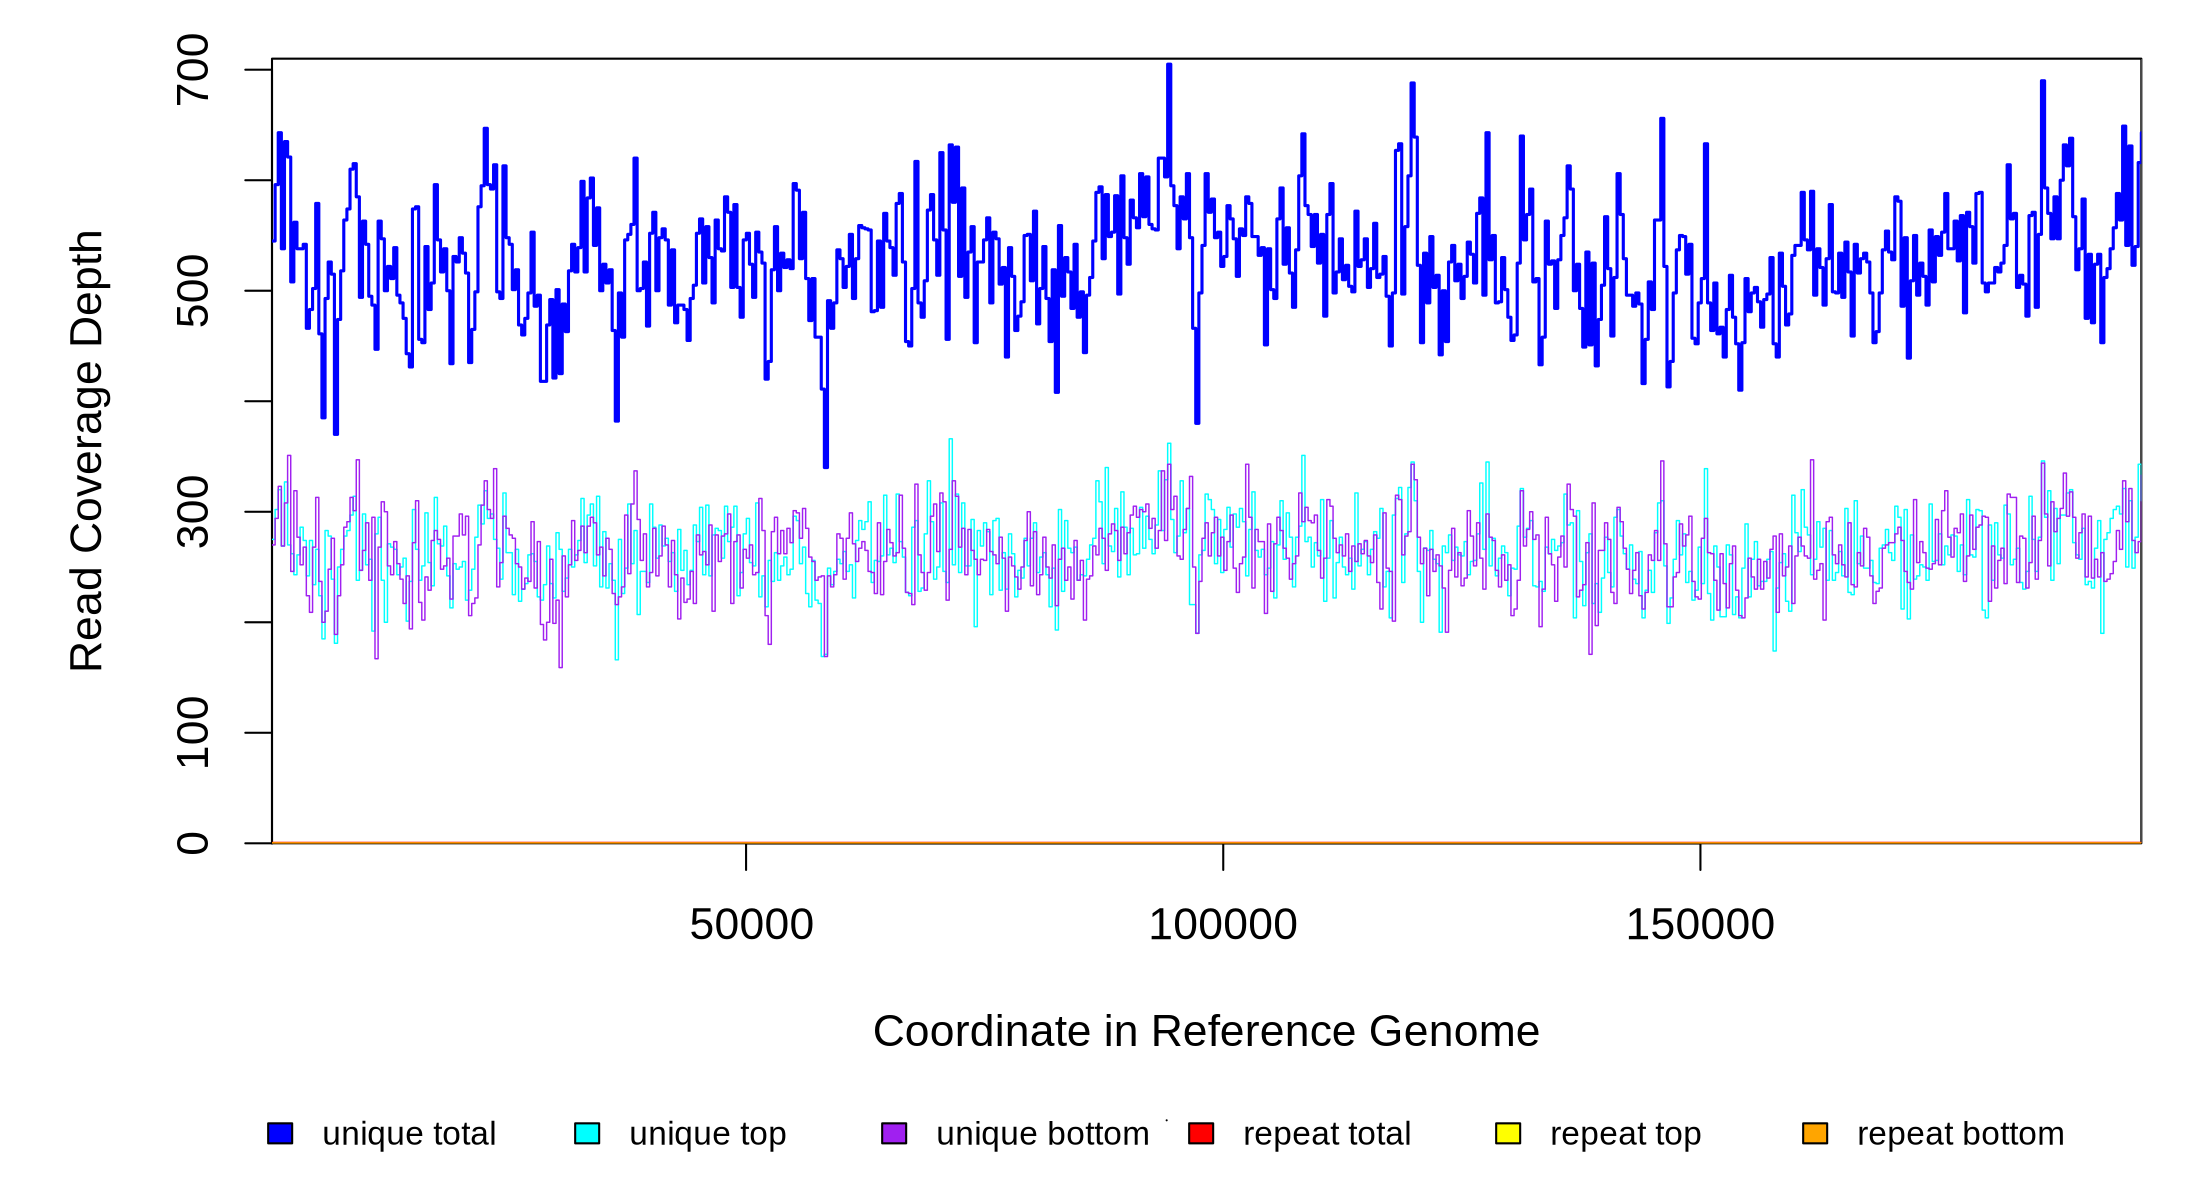 Read Coverage Depth
700
500
300
100
0
50000 100000 150000
Coordinate in Reference Genome
unique total unique top unique bottom repeat total repeat top repeat bottom